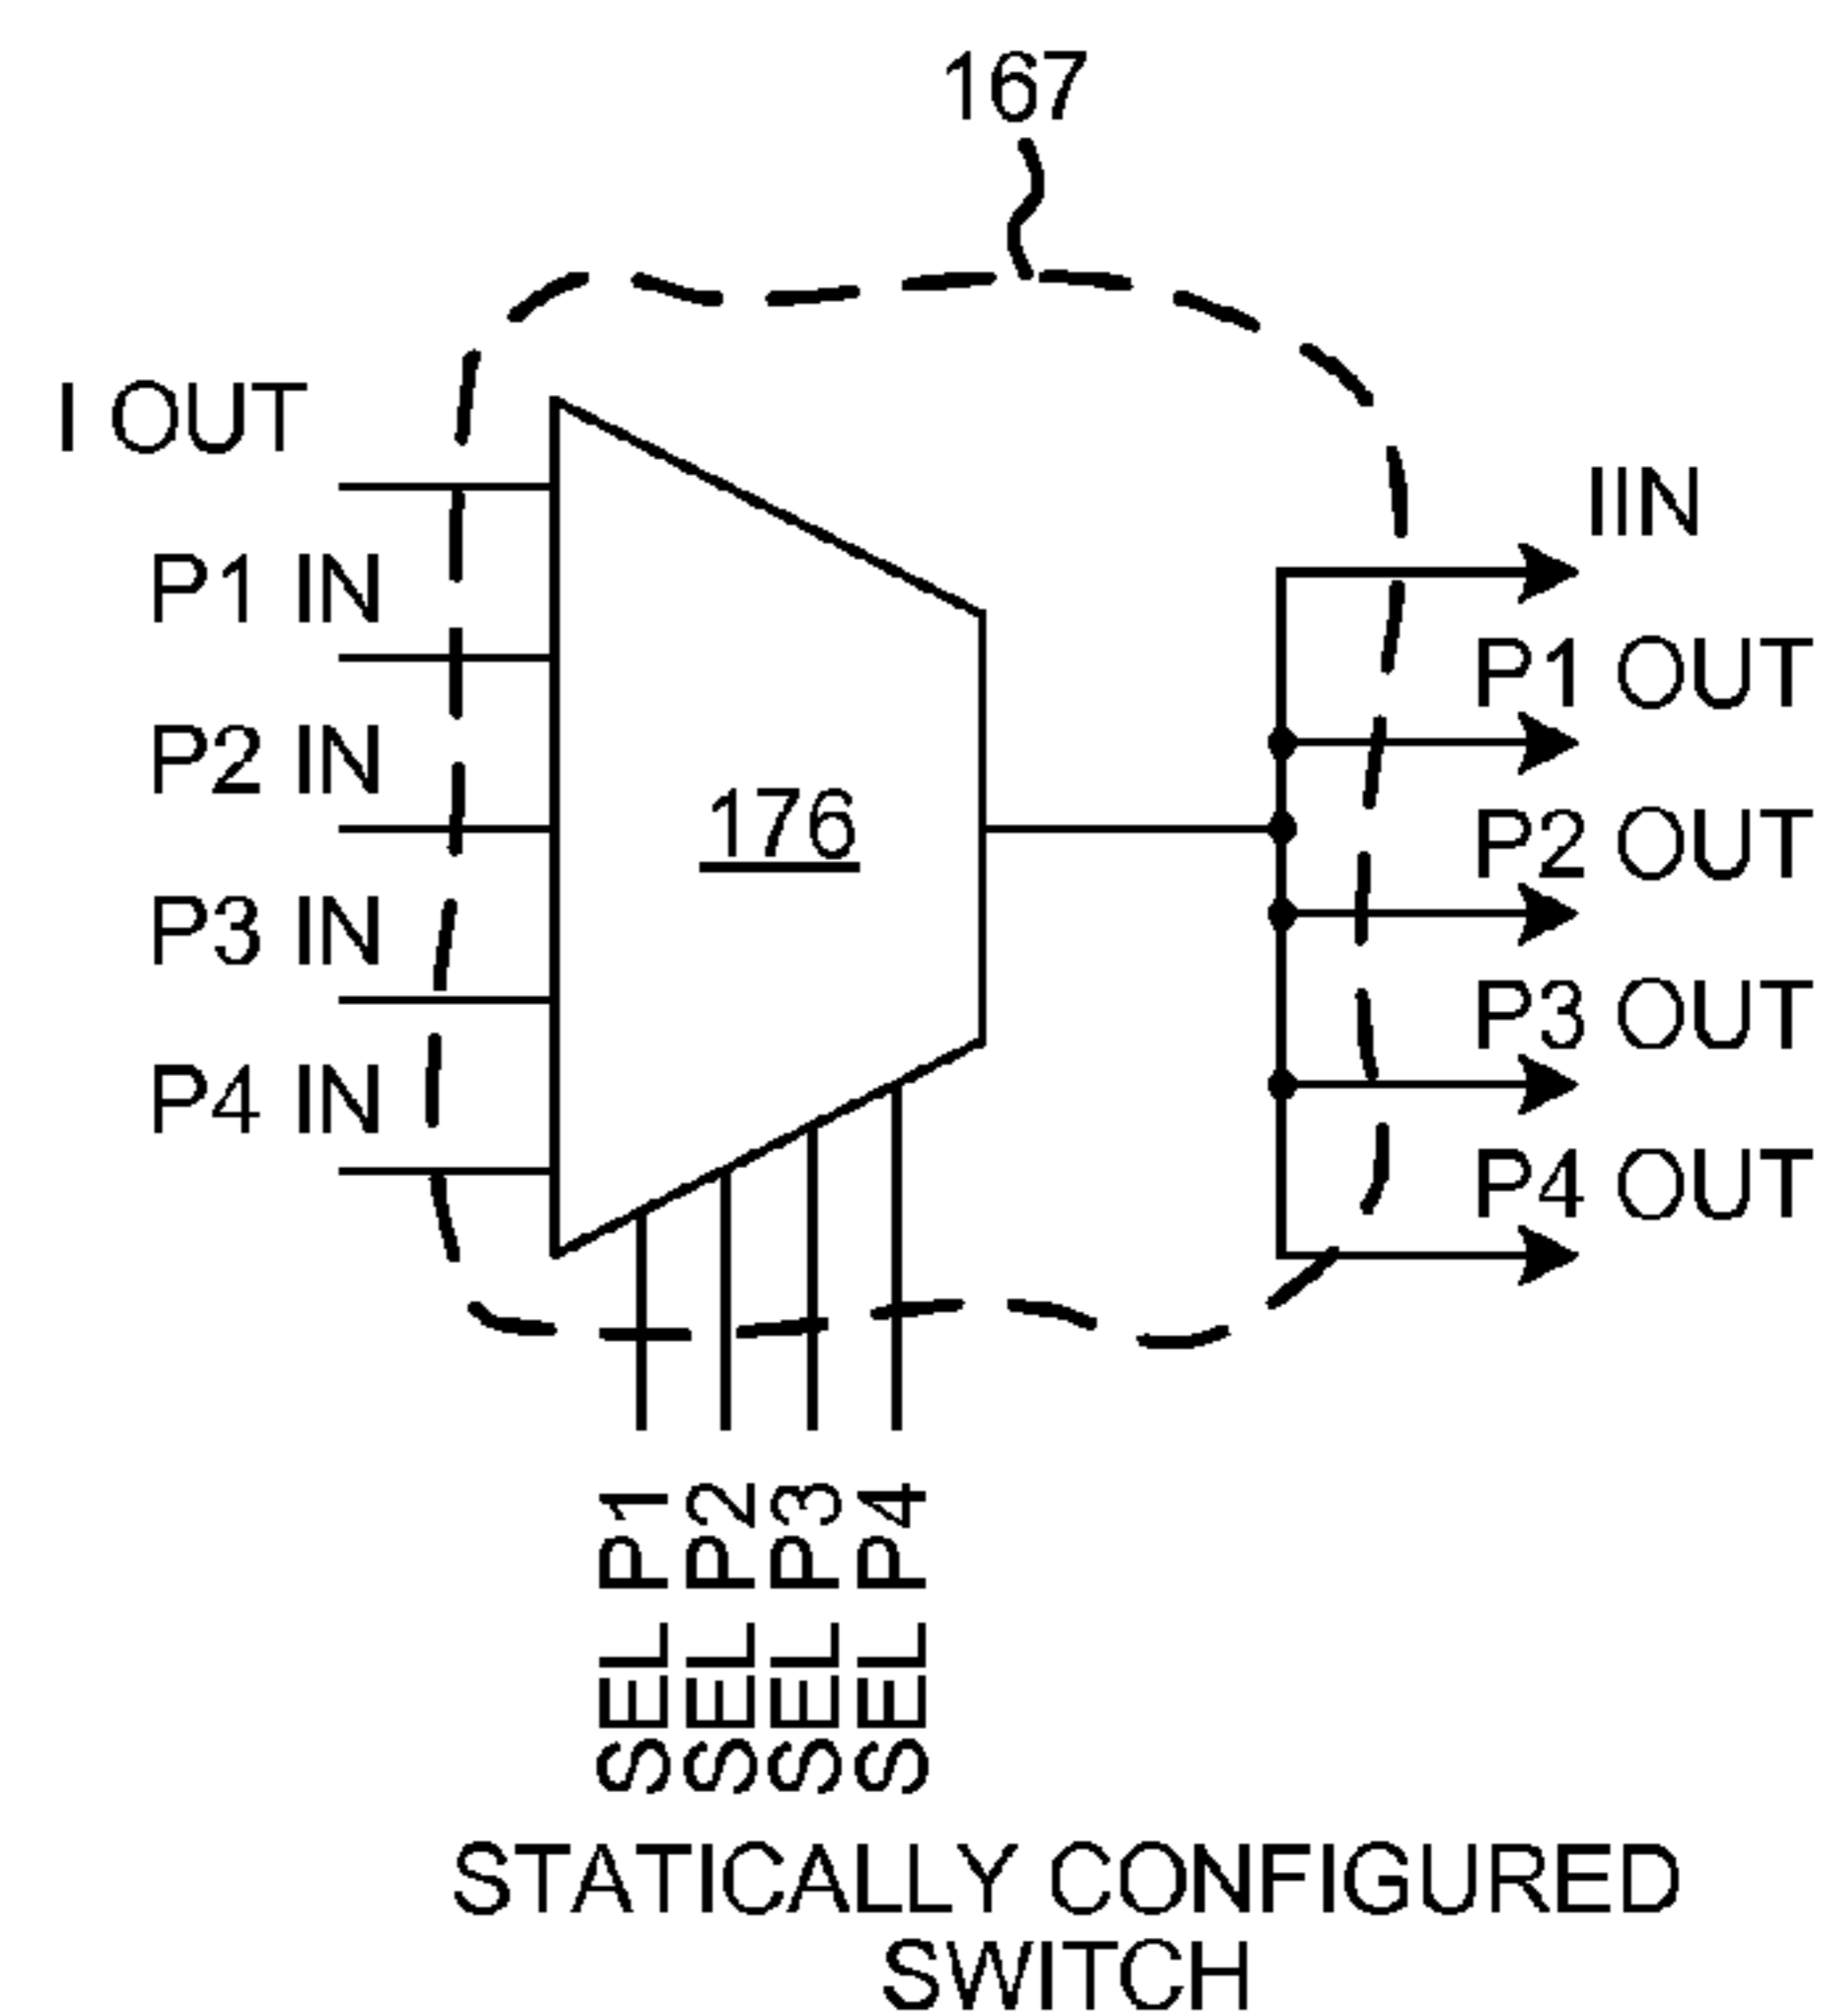 167
I OUT
P1 IN
P2 IN
P3 IN
P4 IN
176
IIN
P1 OUT
P2 OUT
P3 OUT
P4 OUT
SEL P1
SEL P2
SEL P3
SEL P4
STATICALLY CONFIGURED
SWITCH